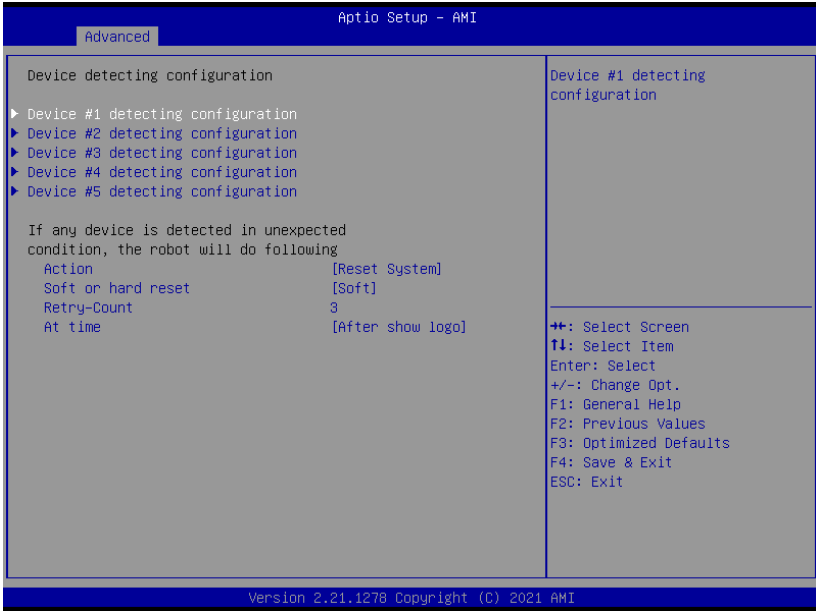 Aptio Setup – AMI
Advanced
Device detecting configuration
Device #1 detecting configuration
Device #2 detecting configuration
Device #3 detecting configuration
Device #4 detecting configuration
Device #5 detecting configuration
If any device is detected in unexpected
condition, the robot will do following
Action [Reset System]
Soft or hard reset [Soft]
Retry-Count 3
At time [After show logo]
Device #1 detecting
configuration
→←: Select Screen
↑↓: Select Item
Enter: Select
+/-: Change Opt.
F1: General Help
F2: Previous Values
F3: Optimized Defaults
F4: Save & Exit
ESC: Exit
Version 2.21.1278 Copyright (C) 2021 AMI